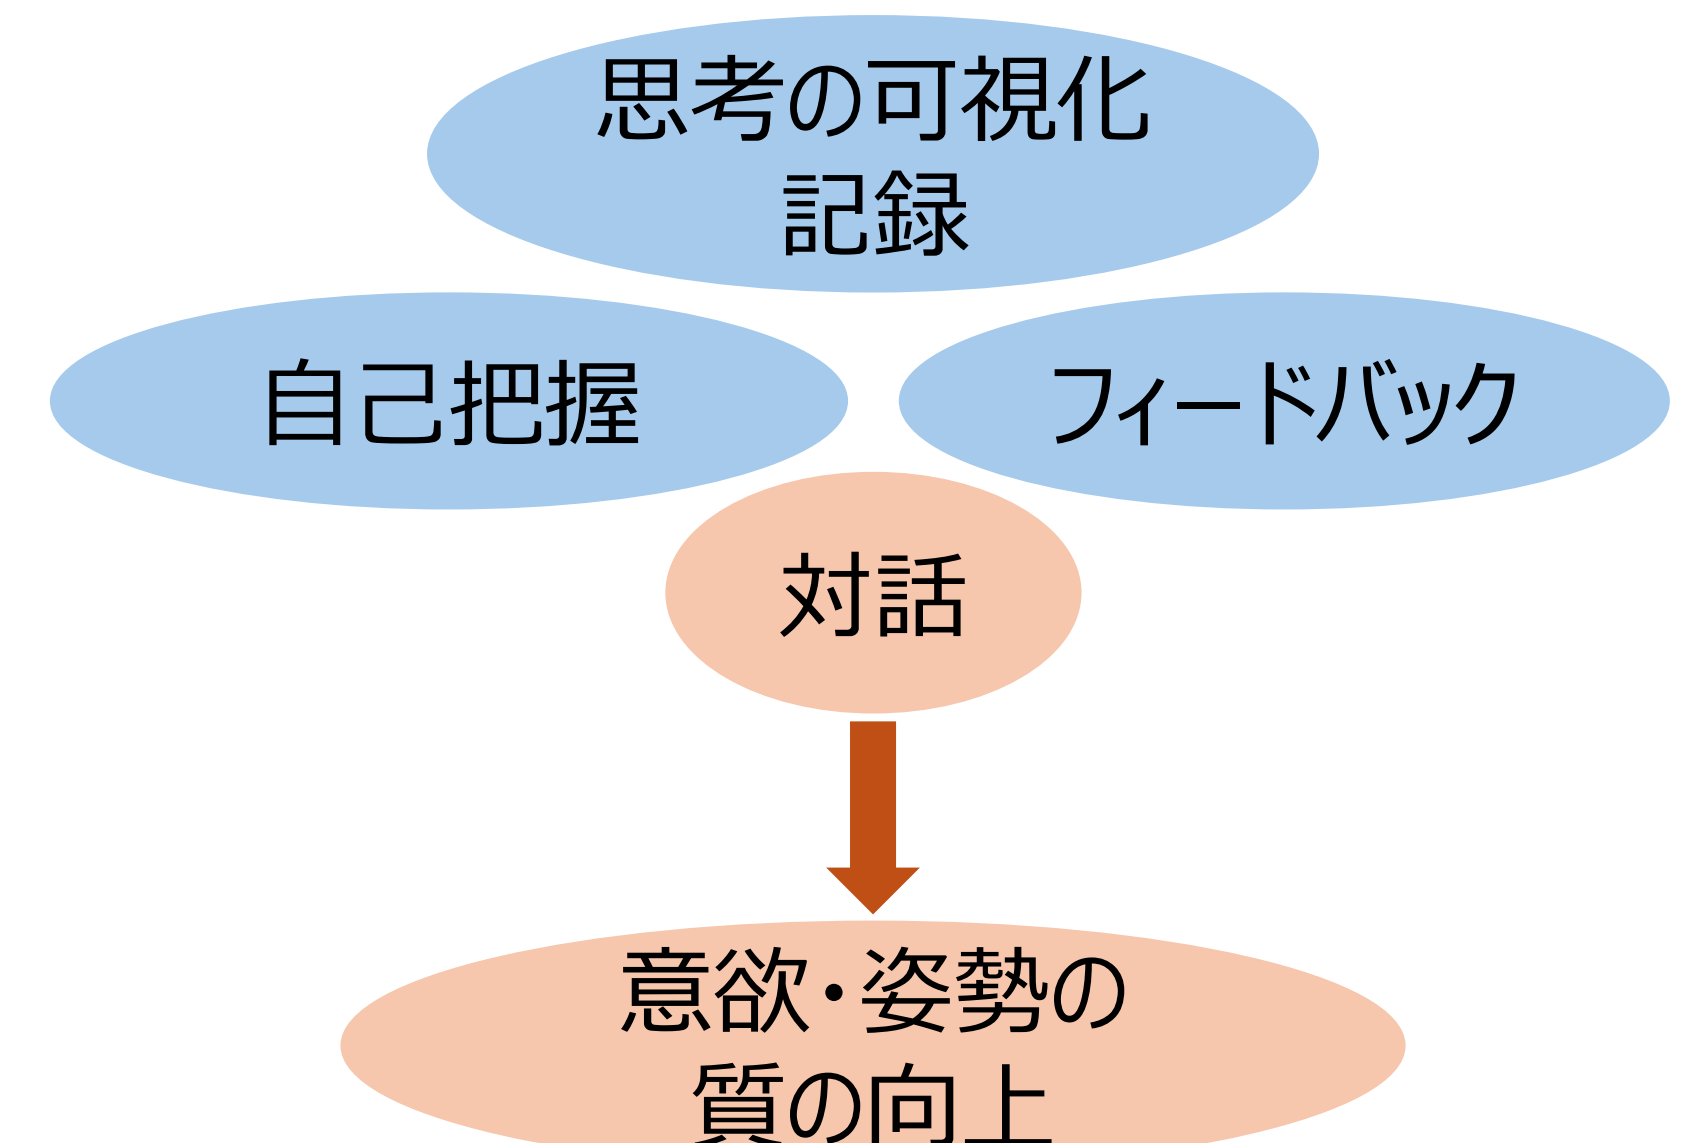 思考の可視化
記録
自己把握
フィードバック
対話
意欲・姿勢の
質の向上